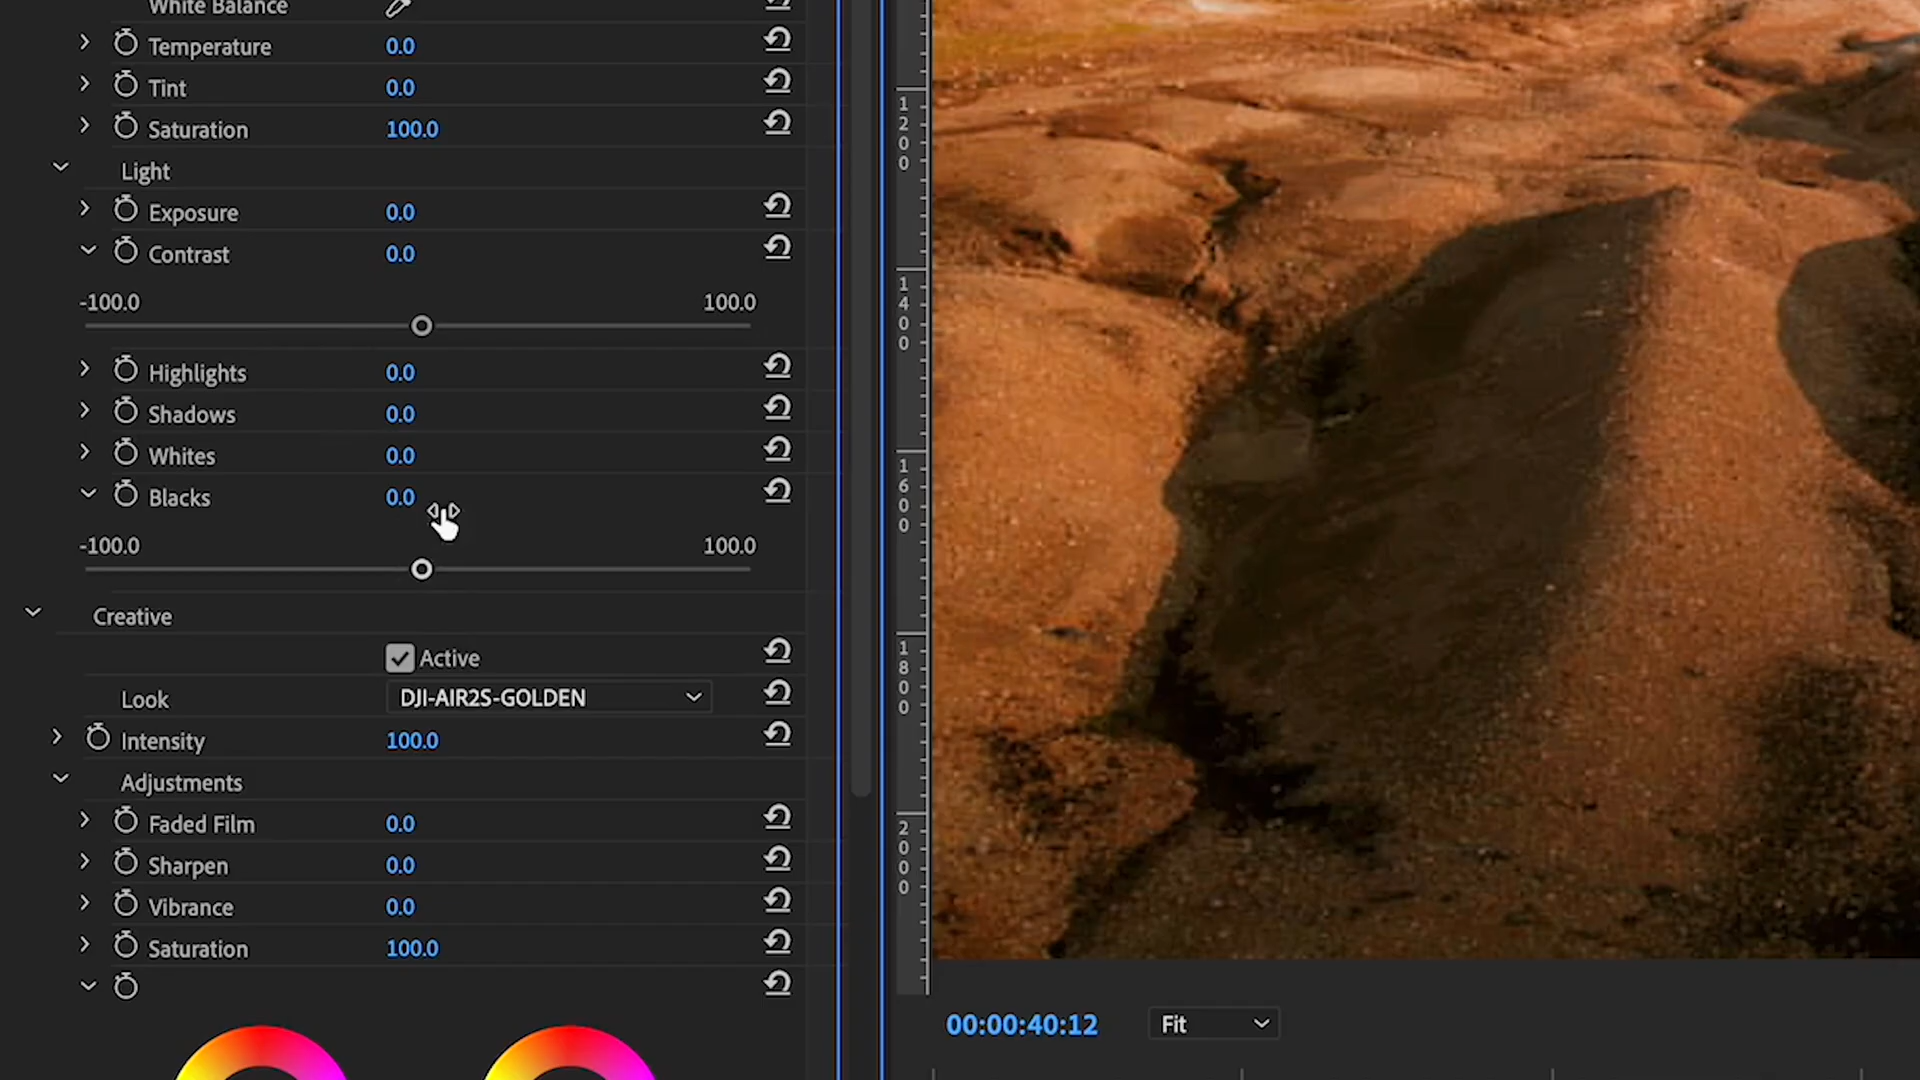 White Balance
Temperature 0.0
Tint 0.0
Saturation 100.0
Light
Exposure 0.0
Contrast 0.0
-100.0 100.0
Highlights 0.0
Shadows 0.0
Whites 0.0
Blacks 0.0
-100.0 100.0
Creative
Active
Look DJI-AIR2S-GOLDEN
Intensity 100.0
Adjustments
Faded Film 0.0
Sharpen 0.0
Vibrance 0.0
Saturation 100.0
1200
1400
1600
1800
2000
00:00:40:12 Fit